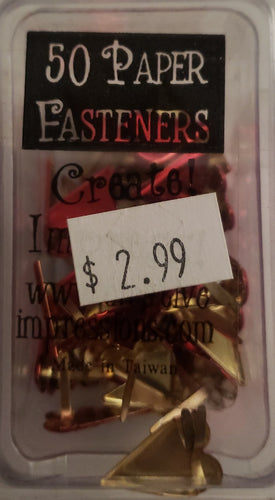 50 PAPER
FASTENERS
Create!
$ 2.99
impressions.com
Made in Taiwan